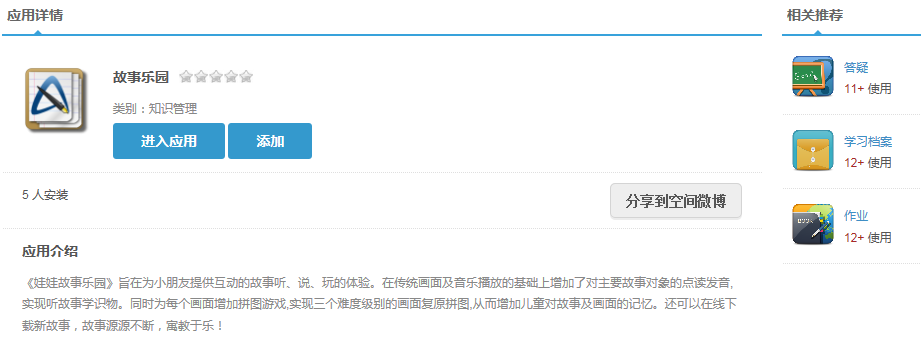 应用详情
故事乐园
类别：知识管理
进入应用 添加
5 人安装
分享到空间微博
应用介绍
《娃娃故事乐园》旨在为小朋友提供互动的故事听、说、玩的体验。在传统画面及音乐播放的基础上增加了对主要故事对象的点读发音,
实现听故事学识物。同时为每个画面增加拼图游戏,实现三个难度级别的画面复原拼图,从而增加儿童对故事及画面的记忆。还可以在线下
载新故事，故事源源不断，寓教于乐！
相关推荐
答疑
11+ 使用
学习档案
12+ 使用
作业
12+ 使用